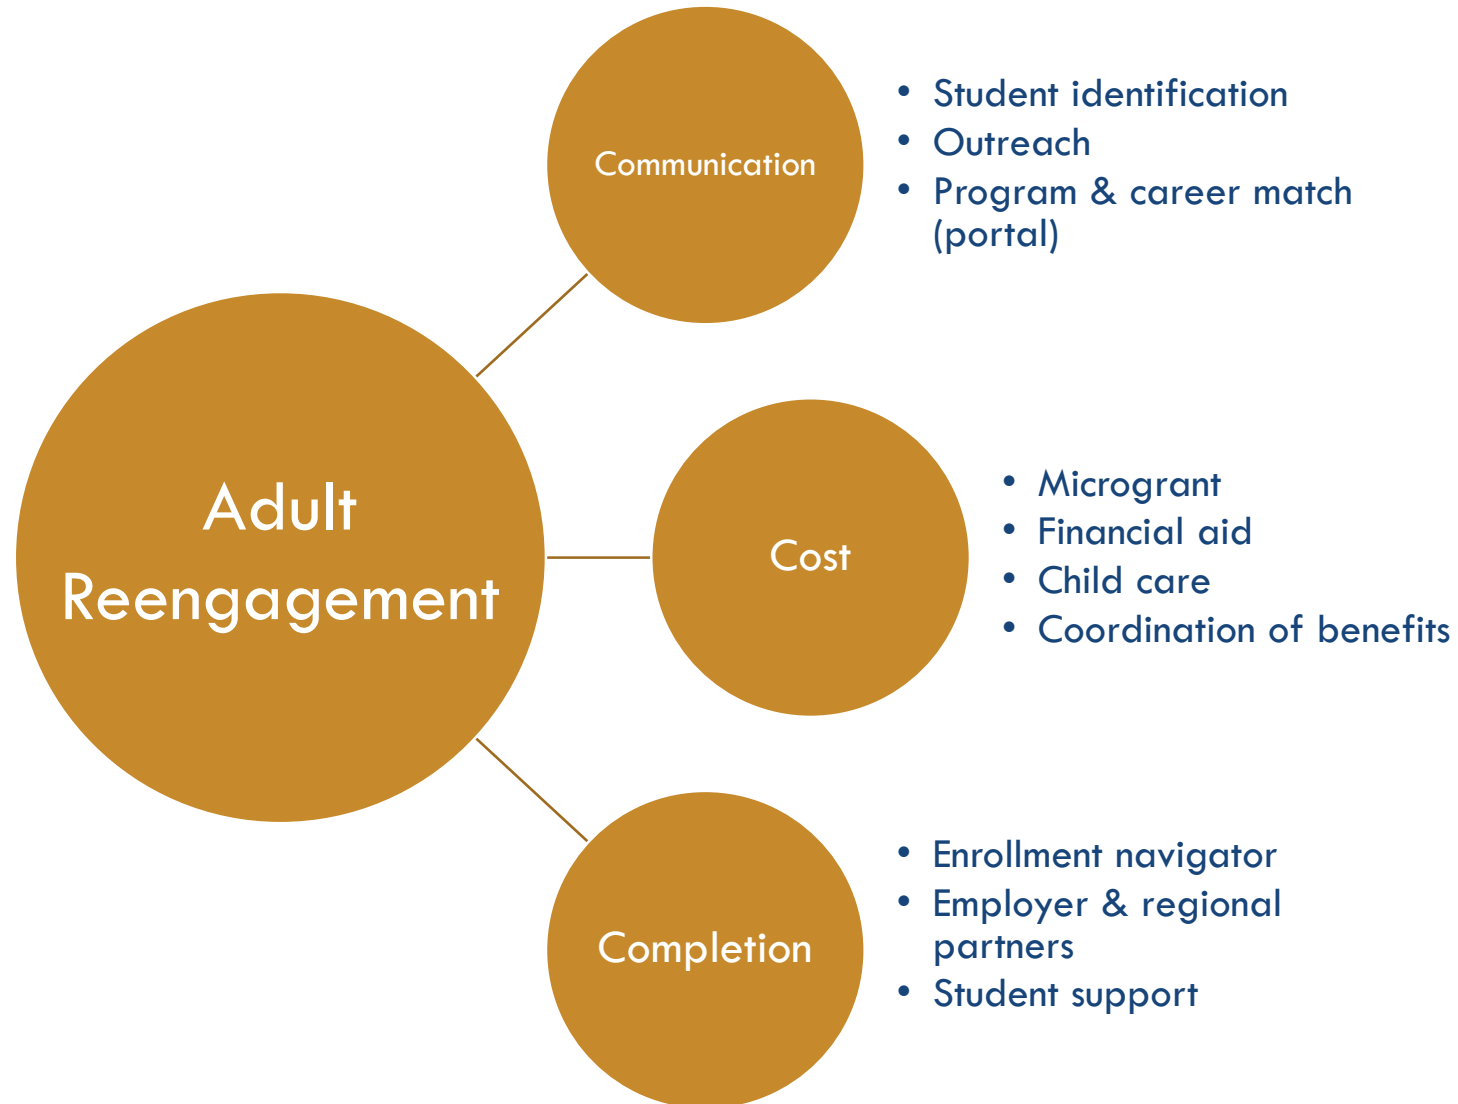 Communication
• Student identification
• Outreach
• Program & career match
(portal)
Adult
Reengagement
Cost
• Microgrant
• Financial aid
• Child care
• Coordination of benefits
Completion
• Enrollment navigator
• Employer & regional
partners
• Student support